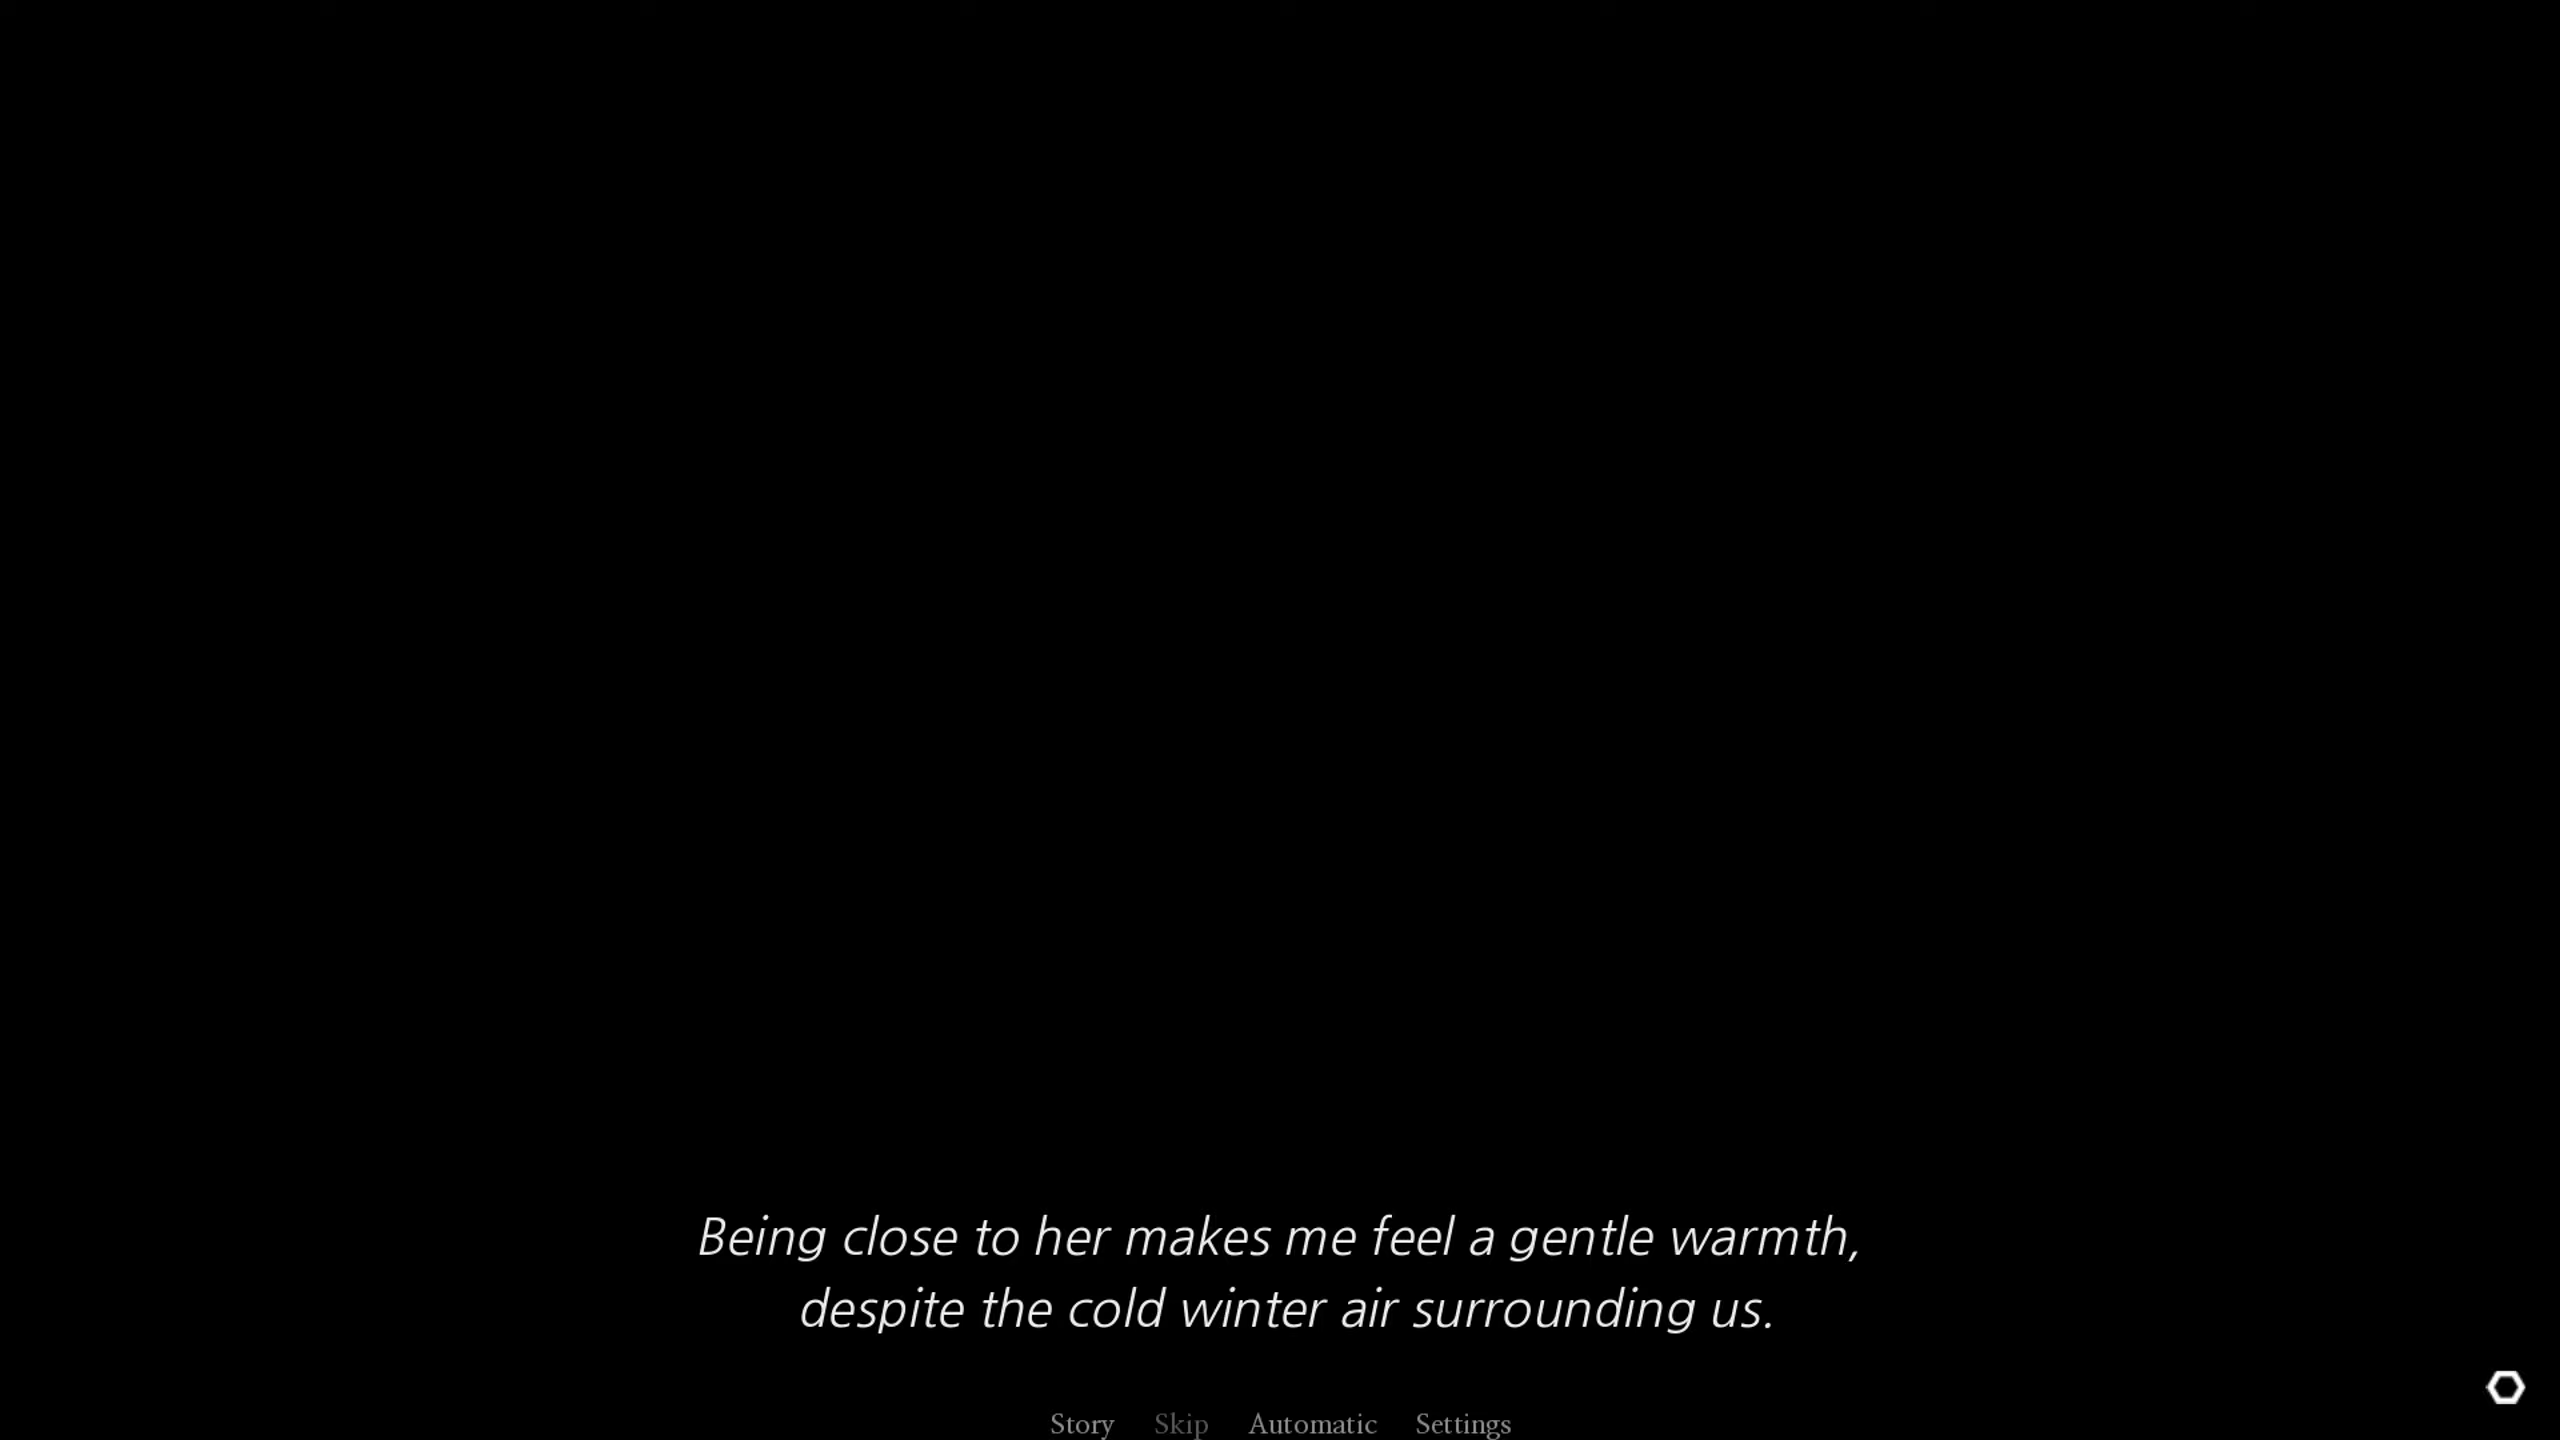 Being close to her makes me feel a gentle warmth,
despite the cold winter air surrounding us.
Story Skip Automatic Settings